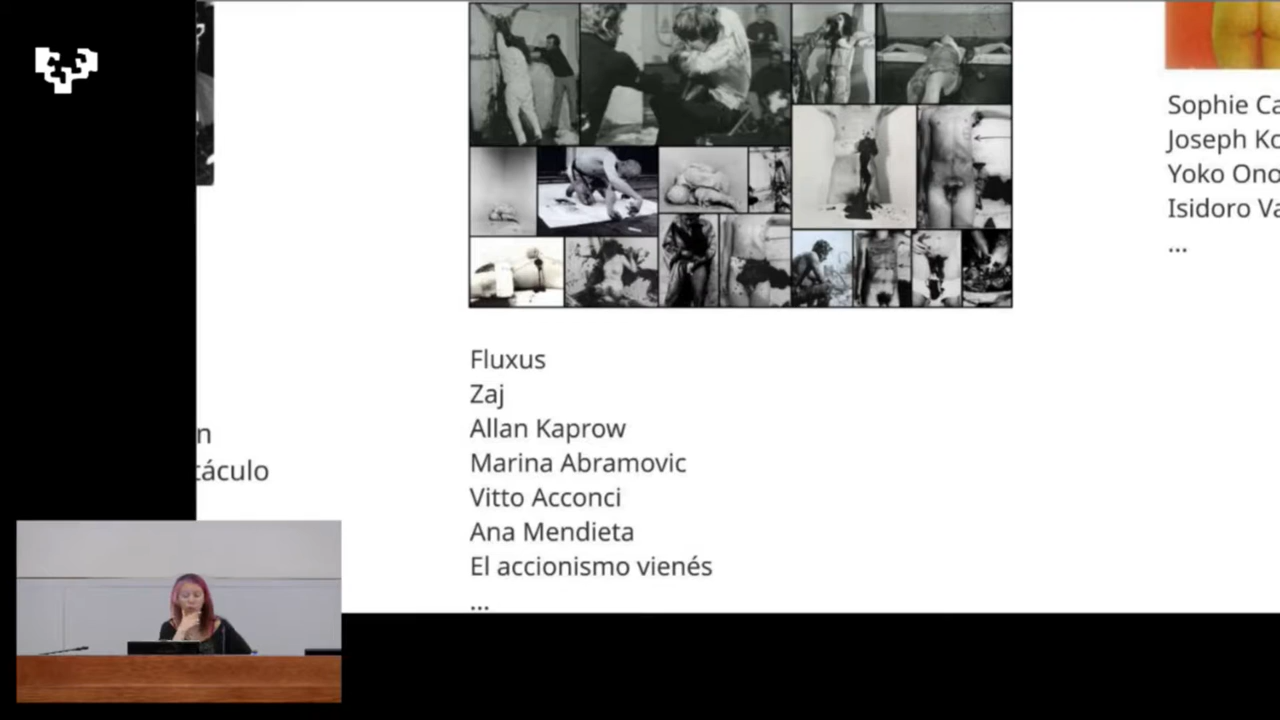 n
táculo
Fluxus
Zaj
Allan Kaprow
Marina Abramovic
Vitto Acconci
Ana Mendieta
El accionismo vienés
...
Sophie Ca
Joseph Ko
Yoko Ono
Isidoro Va
...